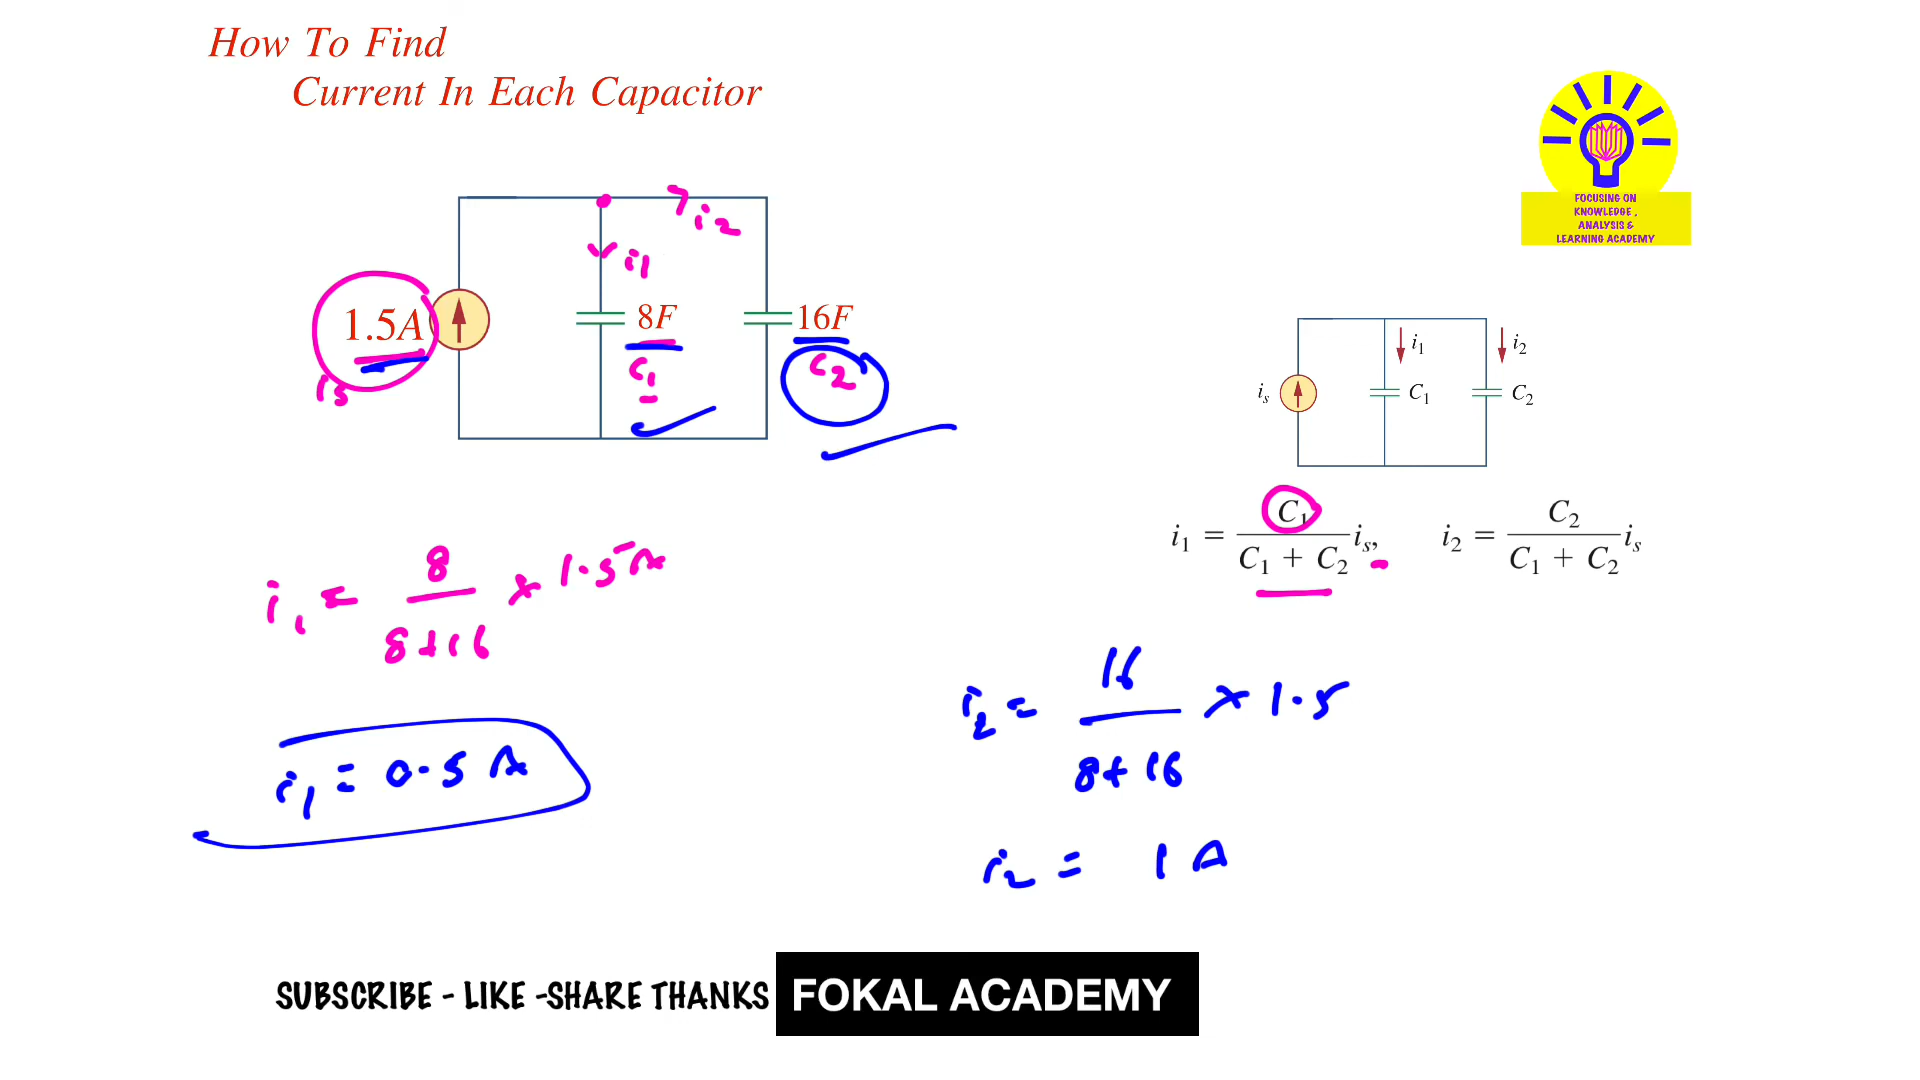 How To Find
Current In Each Capacitor
FOCUSING ON
KNOWLEDGE ,
ANALYSIS &
LEARNING ACADEMY
i2
i1
1.5A
8F
16F
is
C1
C2
i₁
i₂
iₛ
C₁
C₂
i₁ = C₁ / (C₁ + C₂) iₛ, i₂ = C₂ / (C₁ + C₂) iₛ
i₁ = 8 / (8+16) × 1.5A
i₂ = 16 / (8+16) × 1.5
i₁ = 0.5 A
i₂ = 1 A
SUBSCRIBE - LIKE -SHARE THANKS FOKAL ACADEMY